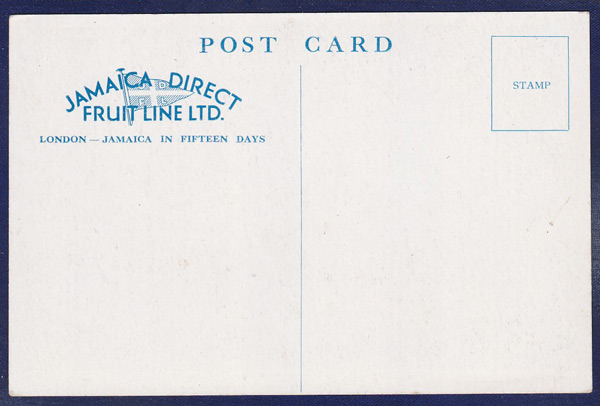 POST CARD
JAMAICA DIRECT
FRUIT LINE LTD.
LONDON — JAMAICA IN FIFTEEN DAYS
STAMP